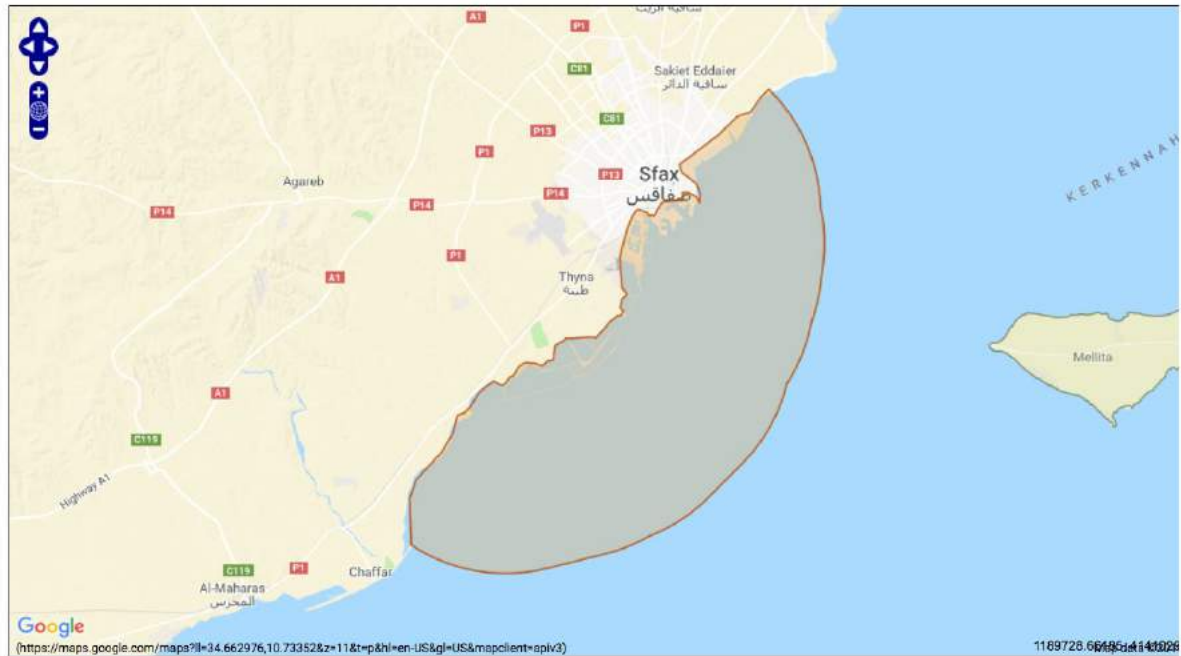 A1
ساقية الزيت
P1
C81
Sakiet Eddaier
ساقية الدائر
C81
P13
P1
KERKENNAH
P13
Sfax
صفاقس
Agareb
P14
P14
P14
P1
Thyna
طينة
A1
Mellita
A1
C119
Highway A1
C119
P1
Chaffar
Al-Maharas
المحرس
Google
(https://maps.google.com/maps?ll=34.662976,10.73352&z=11&t=p&hl=en-US&gl=US&mapclient=apiv3)